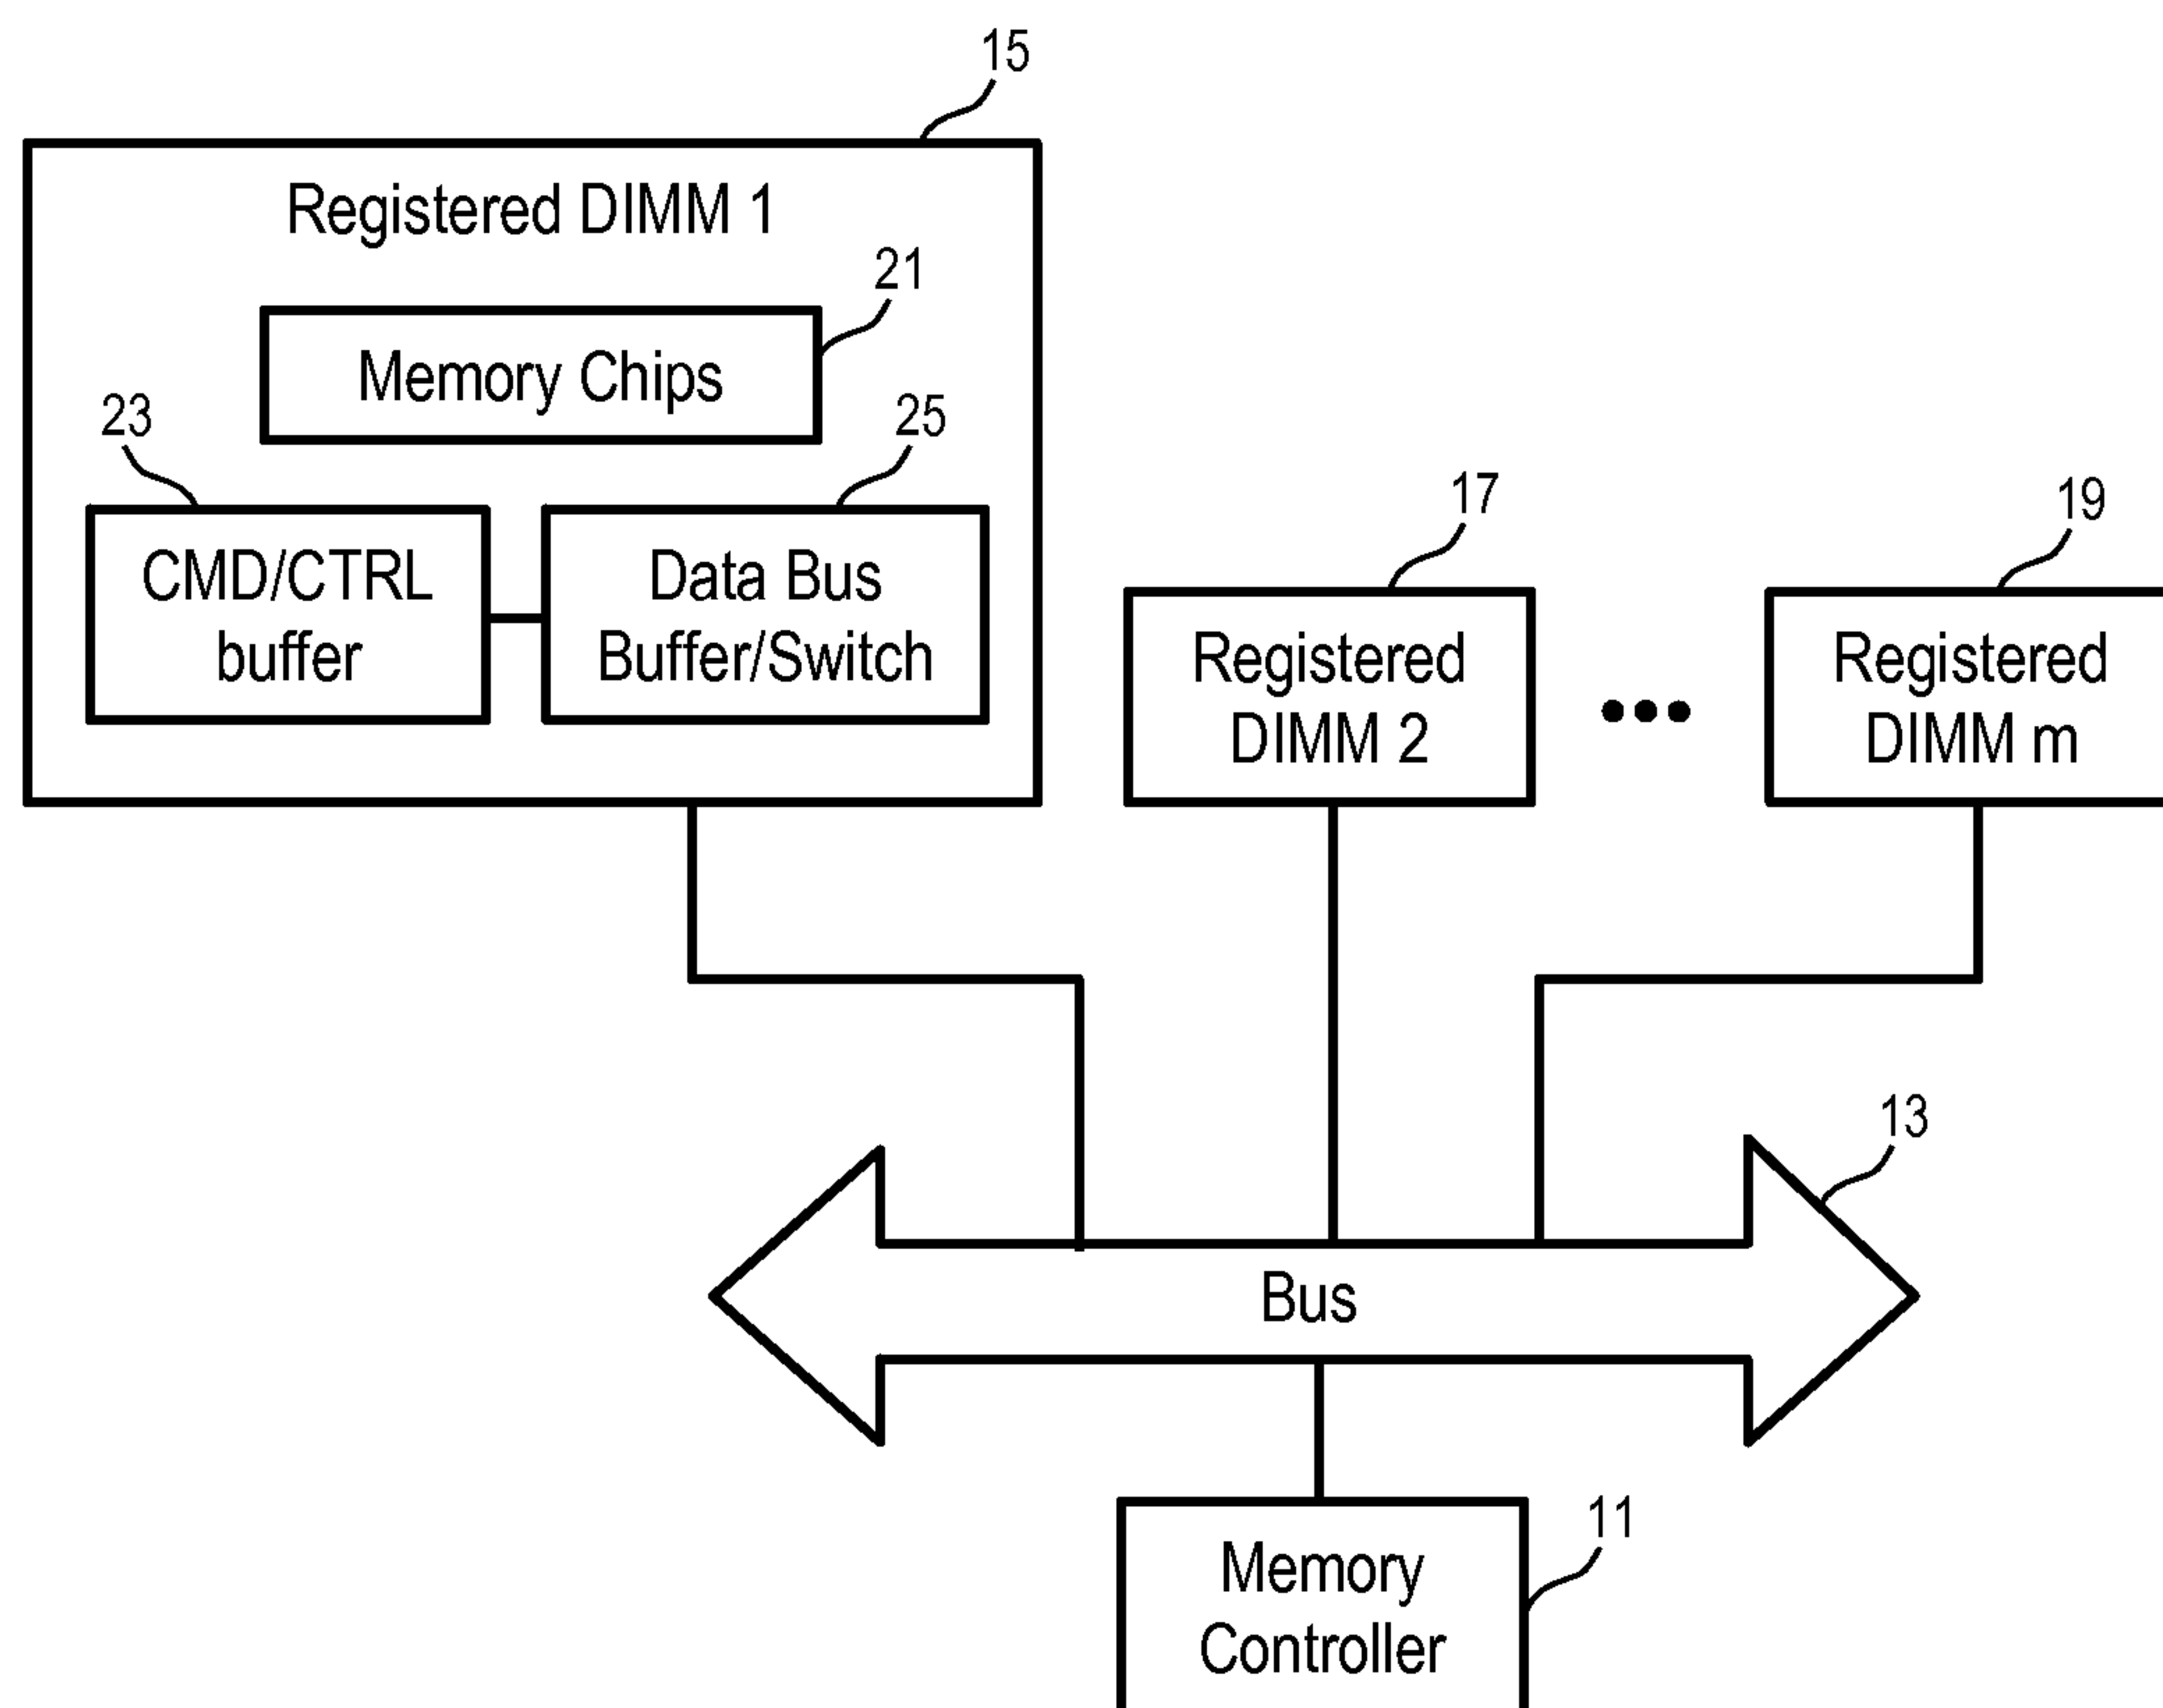 15
Registered DIMM 1
21
Memory Chips
23
25
CMD/CTRL
buffer
Data Bus
Buffer/Switch
17
Registered
DIMM 2
19
Registered
DIMM m
13
Bus
11
Memory
Controller